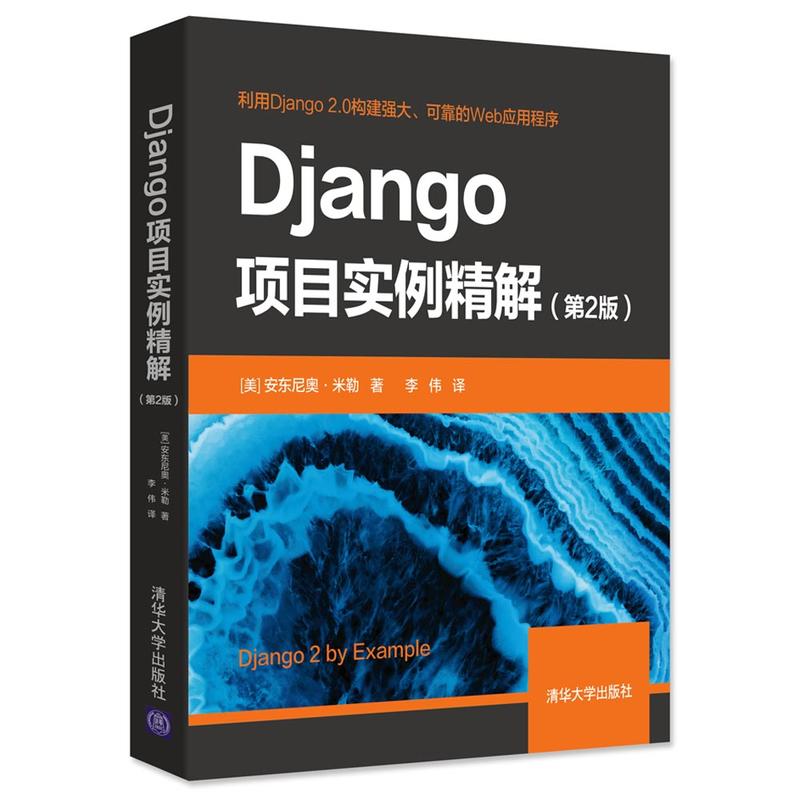 利用Django 2.0构建强大、可靠的Web应用程序
Django
项目实例精解（第2版）
[美] 安东尼奥·米勒 著 李 伟 译
Django 2 by Example
清华大学出版社
Django项目实例精解
（第2版）
[美] 安东尼奥·米勒 著
李 伟 译
清华大学出版社